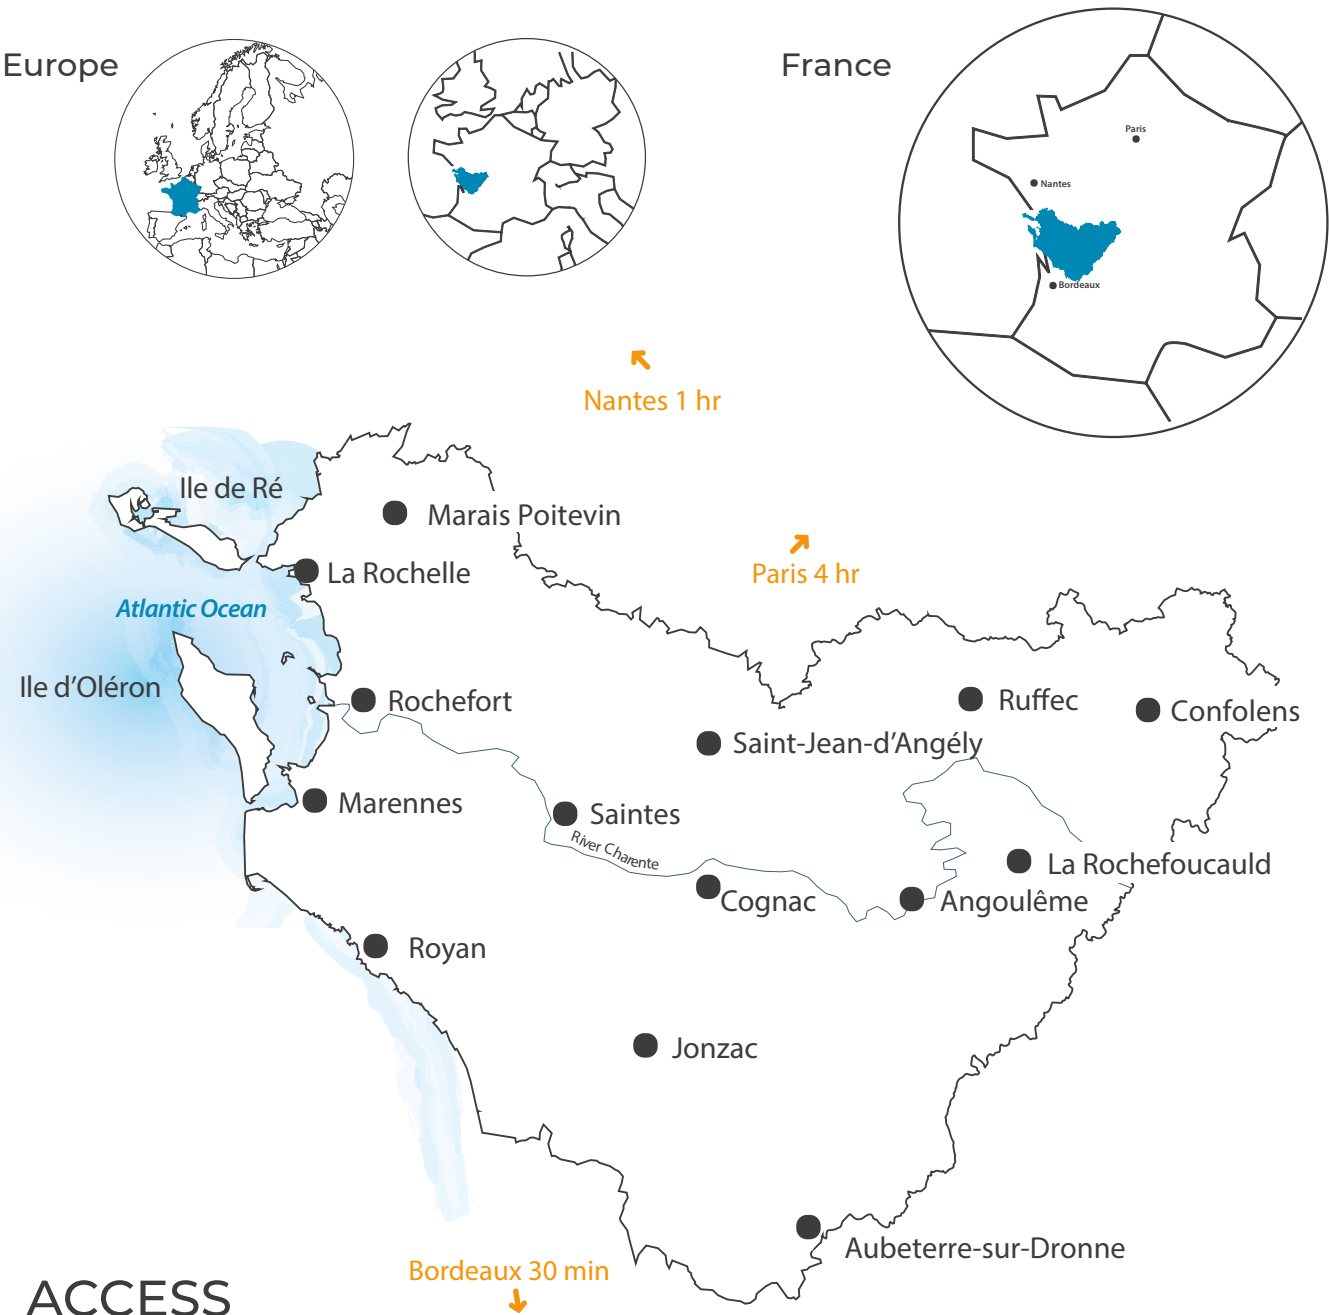 Europe
France
Paris
Nantes
Bordeaux
Nantes 1 hr
Ile de Ré
Marais Poitevin
Paris 4 hr
La Rochelle
Atlantic Ocean
Ile d’Oléron
Rochefort
Ruffec
Confolens
Saint-Jean-d’Angély
Marennes
Saintes
River Charente
La Rochefoucauld
Cognac
Angoulême
Royan
Jonzac
Aubeterre-sur-Dronne
Bordeaux 30 min
ACCESS